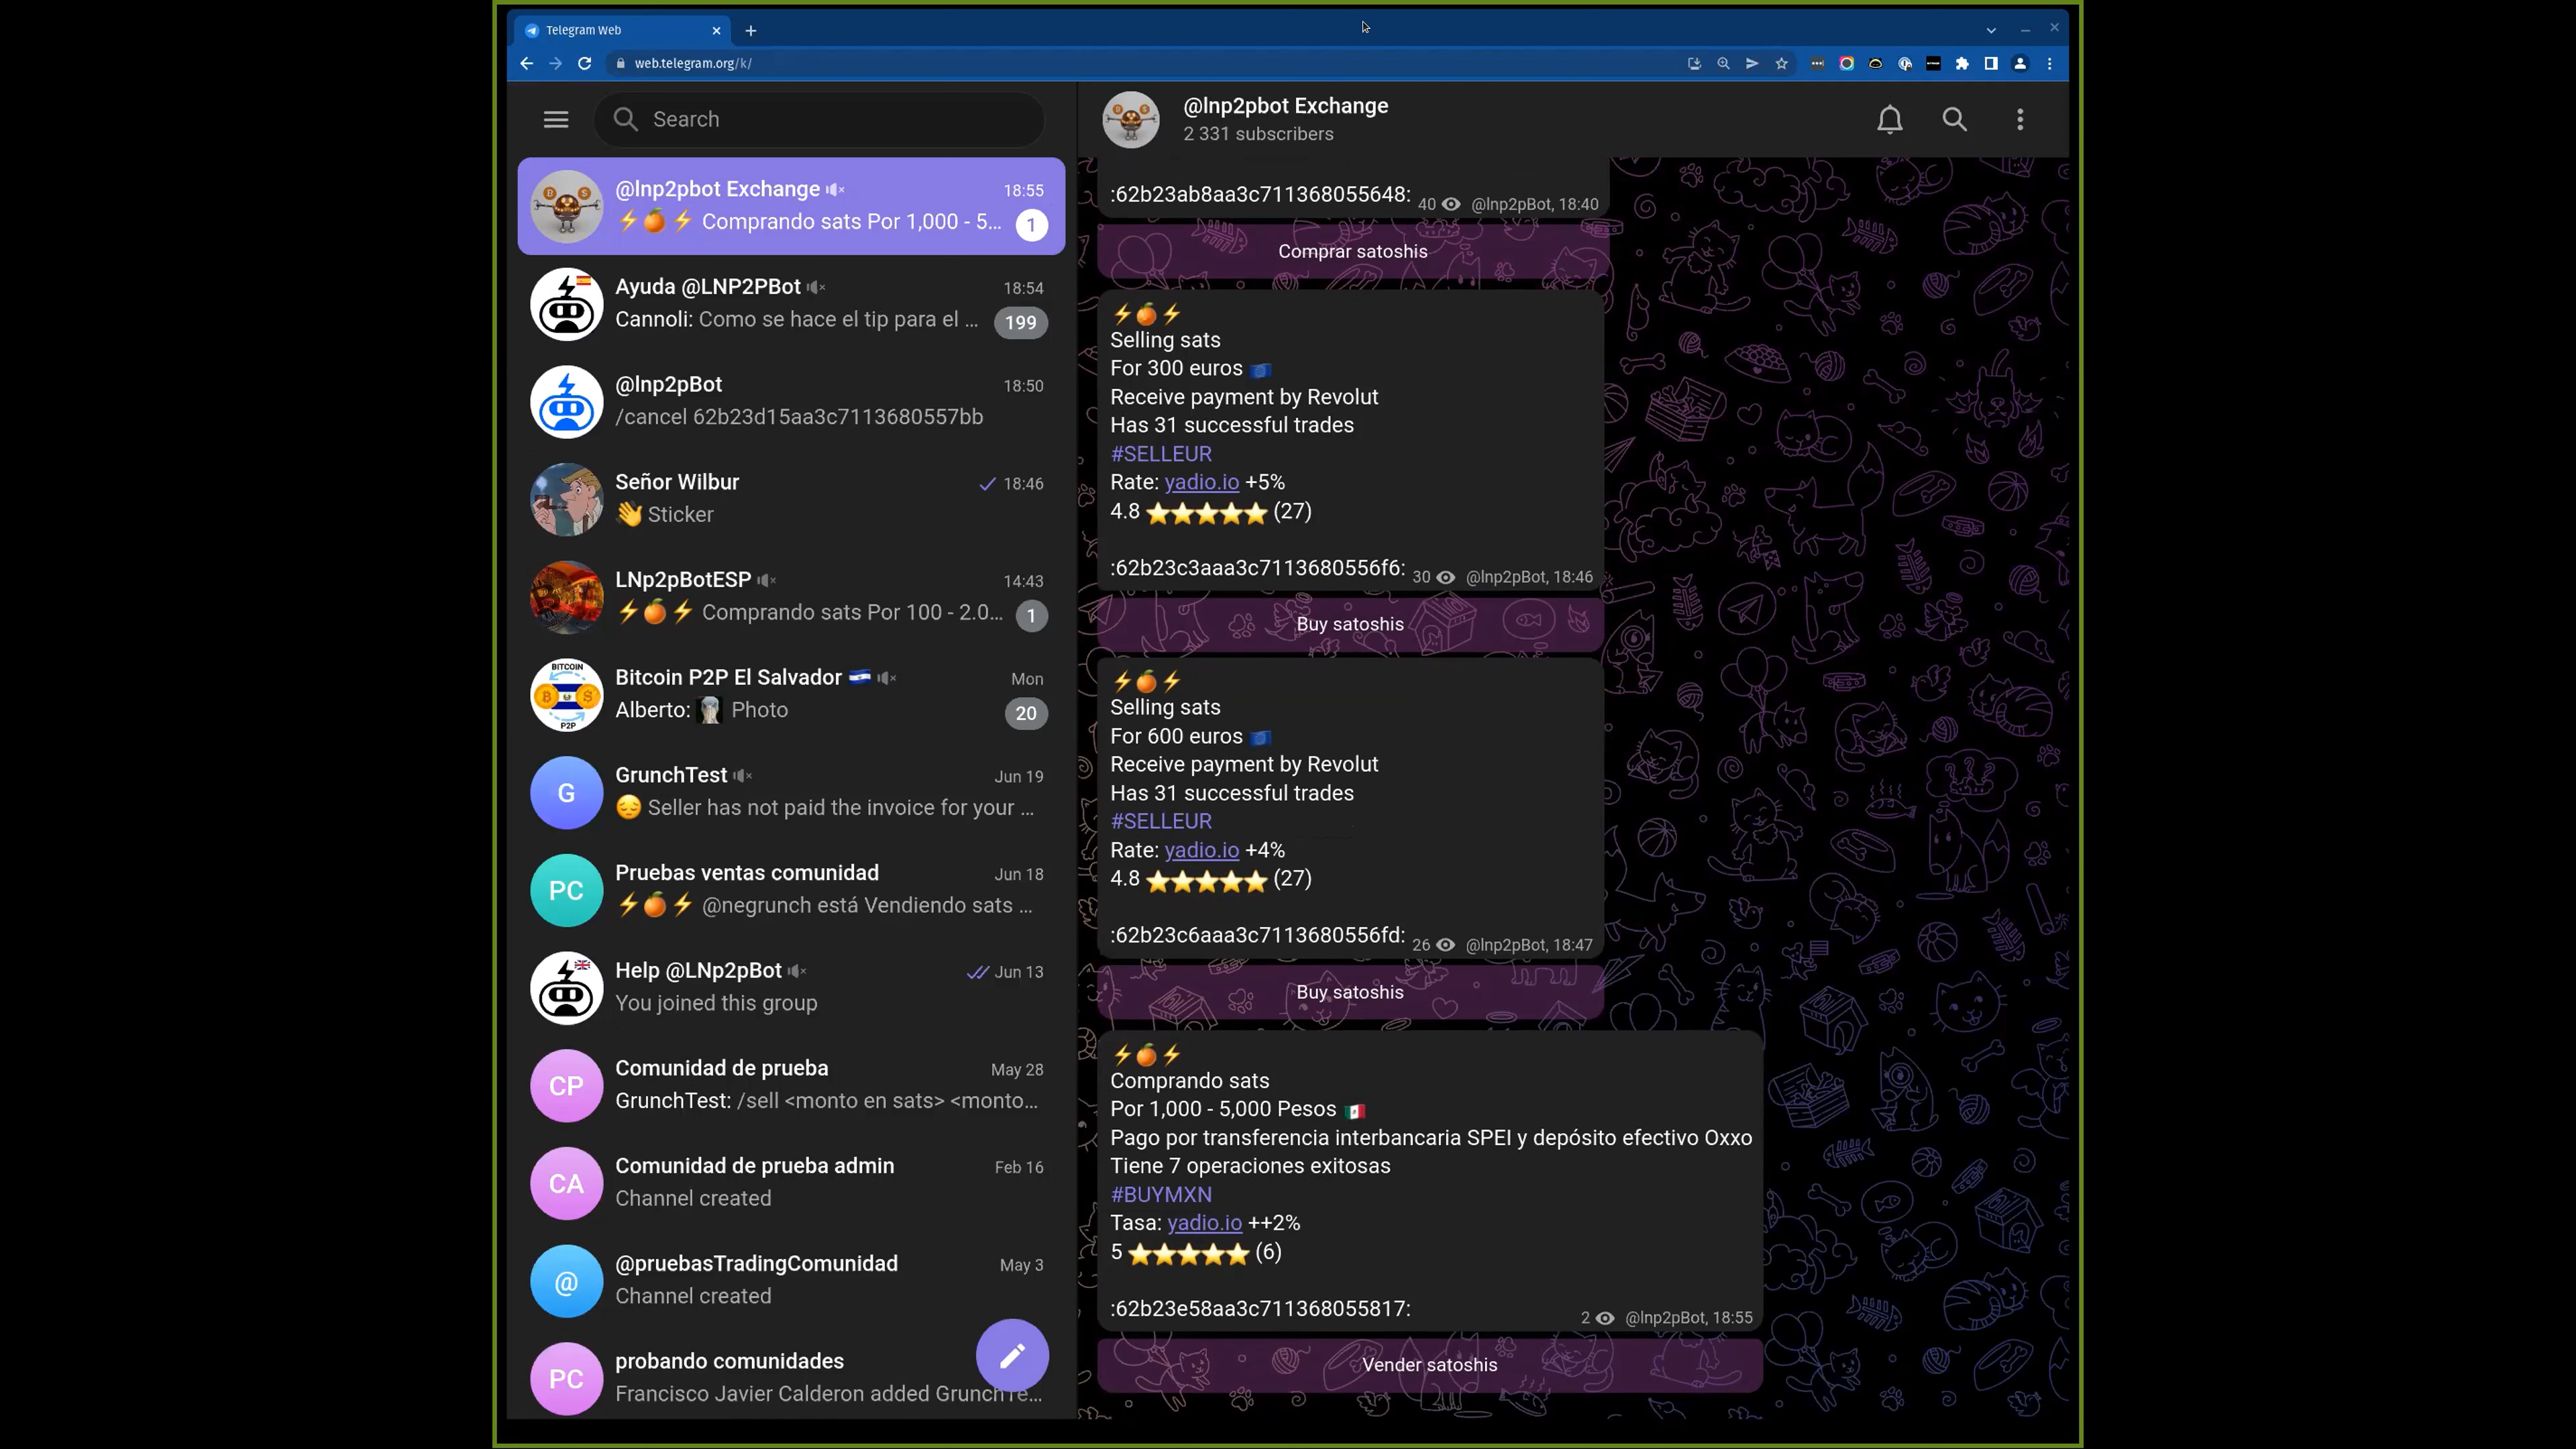 Telegram Web
web.telegram.org/k/
Search
@lnp2pbot Exchange
18:55
⚡🍊⚡ Comprando sats Por 1,000 - 5...
1
Ayuda @LNP2PBot
18:54
Cannoli: Como se hace el tip para el ...
199
@lnp2pBot
18:50
/cancel 62b23d15aa3c7113680557bb
Señor Wilbur
18:46
👋 Sticker
LNp2pBotESP
14:43
⚡🍊⚡ Comprando sats Por 100 - 2.0...
1
BITCOIN
P2P
Bitcoin P2P El Salvador 🇸🇻
Mon
Alberto: Photo
20
G
GrunchTest
Jun 19
😔 Seller has not paid the invoice for your ...
PC
Pruebas ventas comunidad
Jun 18
⚡🍊⚡ @negrunch está Vendiendo sats ...
Help @LNp2pBot
Jun 13
You joined this group
CP
Comunidad de prueba
May 28
GrunchTest: /sell <monto en sats> <monto...
CA
Comunidad de prueba admin
Feb 16
Channel created
@
@pruebasTradingComunidad
May 3
Channel created
PC
probando comunidades
Francisco Javier Calderon added GrunchTe...
@lnp2pbot Exchange
2 331 subscribers
:62b23ab8aa3c711368055648: 40 @lnp2pBot, 18:40
Comprar satoshis
⚡🍊⚡
Selling sats
For 300 euros 🇪🇺
Receive payment by Revolut
Has 31 successful trades
#SELLEUR
Rate: yadio.io +5%
4.8 ⭐⭐⭐⭐⭐ (27)
:62b23c3aaa3c7113680556f6: 30 @lnp2pBot, 18:46
Buy satoshis
⚡🍊⚡
Selling sats
For 600 euros 🇪🇺
Receive payment by Revolut
Has 31 successful trades
#SELLEUR
Rate: yadio.io +4%
4.8 ⭐⭐⭐⭐⭐ (27)
:62b23c6aaa3c7113680556fd: 26 @lnp2pBot, 18:47
Buy satoshis
⚡🍊⚡
Comprando sats
Por 1,000 - 5,000 Pesos 🇲🇽
Pago por transferencia interbancaria SPEI y depósito efectivo Oxxo
Tiene 7 operaciones exitosas
#BUYMXN
Tasa: yadio.io ++2%
5 ⭐⭐⭐⭐⭐ (6)
:62b23e58aa3c711368055817: 2 @lnp2pBot, 18:55
Vender satoshis